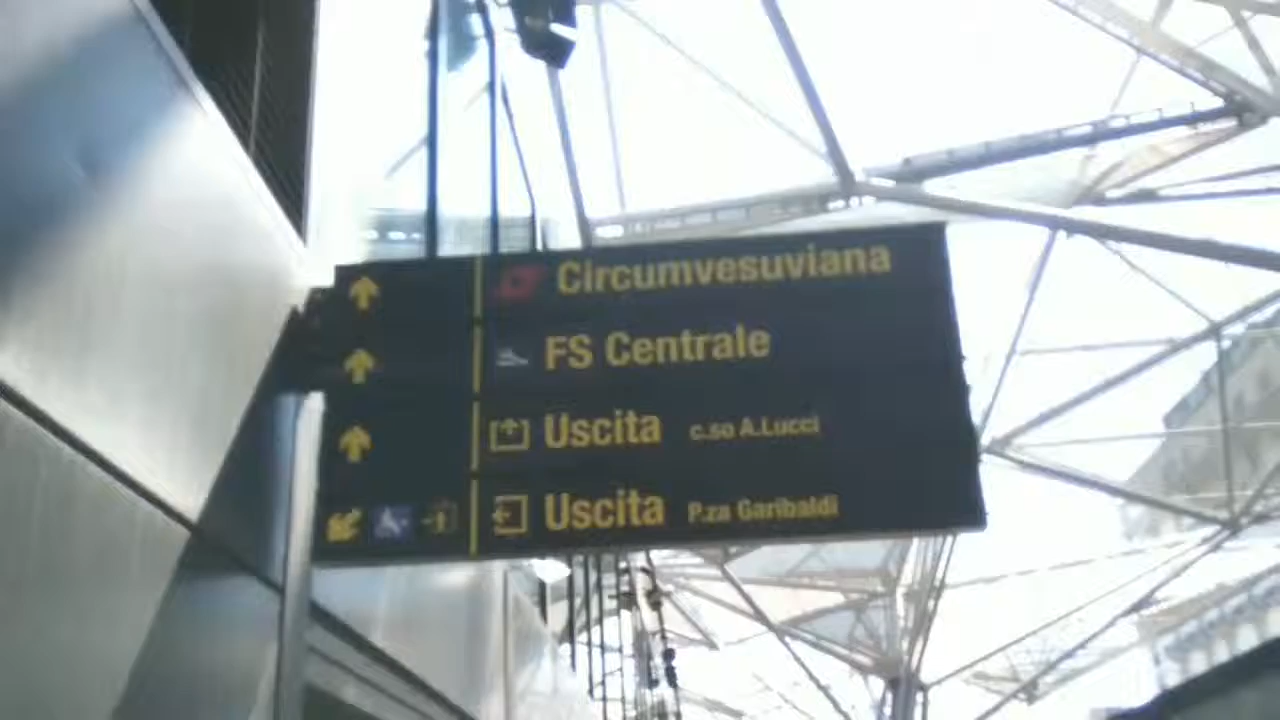 Circumvesuviana
FS Centrale
Uscita c.so A.Lucci
Uscita P.za Garibaldi